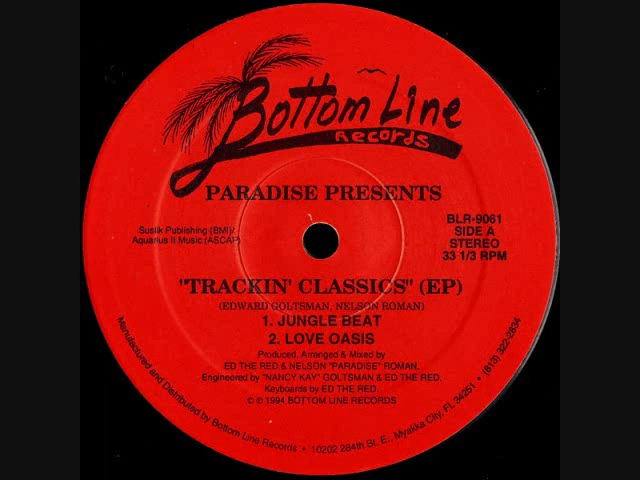 Bottom Line
Records
PARADISE PRESENTS
Suslik Publishing (BMI)/
Aquarius II Music (ASCAP)
BLR-9061
SIDE A
STEREO
33 1/3 RPM
"TRACKIN' CLASSICS" (EP)
(EDWARD GOLTSMAN, NELSON ROMAN)
1. JUNGLE BEAT
2. LOVE OASIS
Produced, Arranged & Mixed by
ED THE RED & NELSON "PARADISE" ROMAN.
Engineered by "NANCY KAY" GOLTSMAN & ED THE RED.
Keyboards by ED THE RED.
© © 1994 BOTTOM LINE RECORDS
Manufactured and Distributed by Bottom Line Records • 10202 284th St. E., Myakka City, FL 34251 • (813) 322-2834